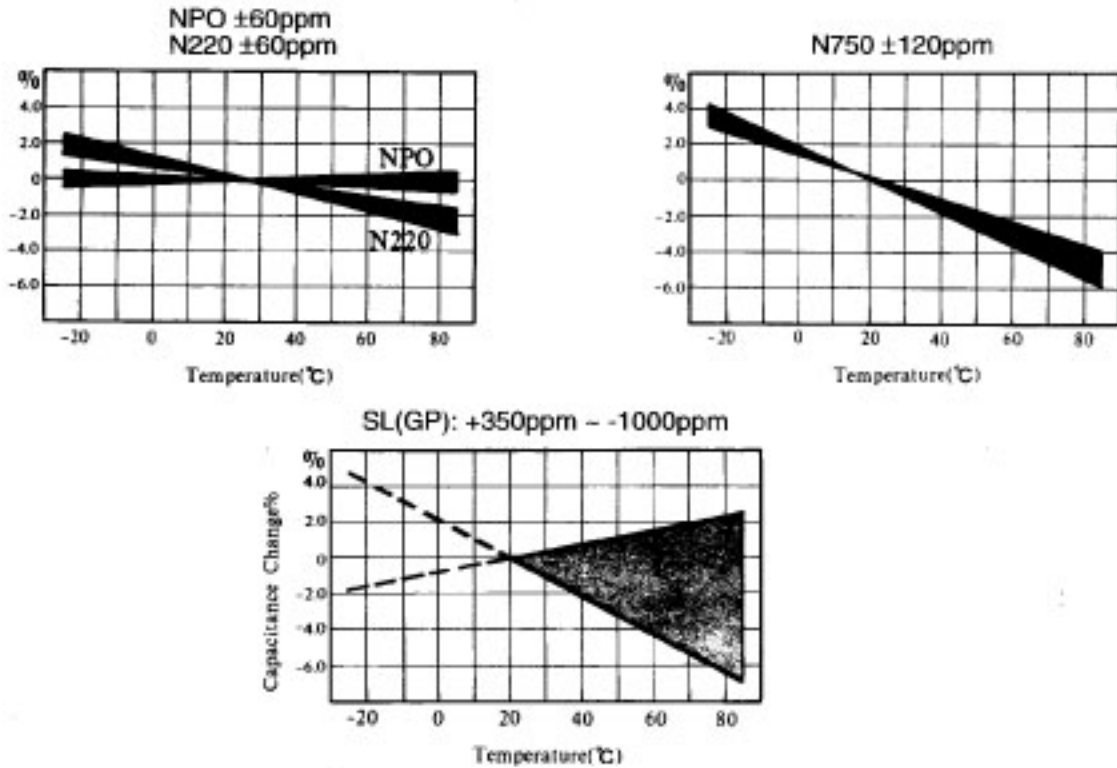 NPO ±60ppm
N220 ±60ppm
%
4.0
2.0
0
-2.0
-4.0
-6.0
NPO
N220
-20 0 20 40 60 80
Temperature(℃)
N750 ±120ppm
%
4.0
2.0
0
-2.0
-4.0
-6.0
-20 0 20 40 60 80
Temperature(℃)
SL(GP): +350ppm ~ -1000ppm
Capacitance Change%
%
4.0
2.0
0
-2.0
-4.0
-6.0
-20 0 20 40 60 80
Temperature(℃)